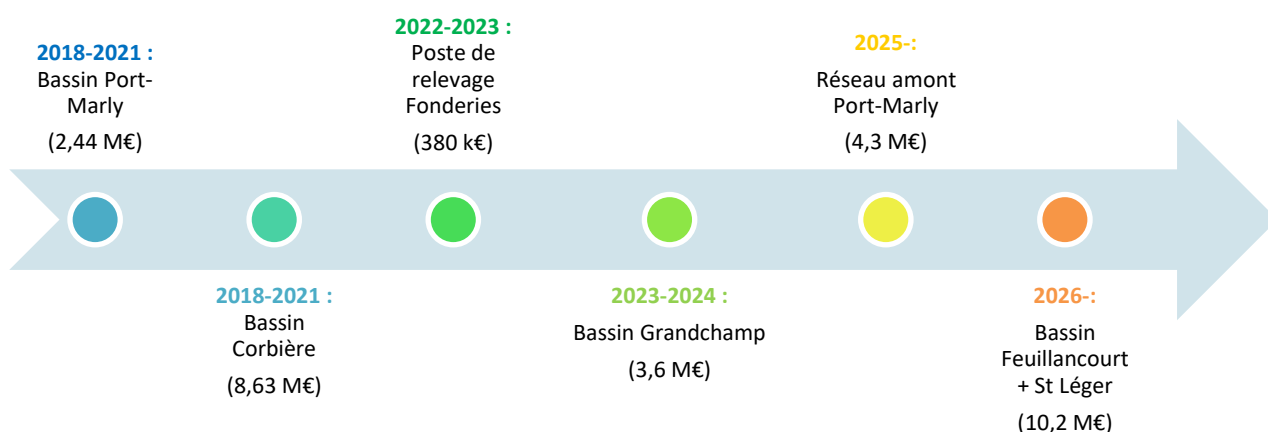 2018-2021 :
Bassin Port-
Marly
(2,44 M€)
2018-2021 :
Bassin
Corbière
(8,63 M€)
2022-2023 :
Poste de
relevage
Fonderies
(380 k€)
2023-2024 :
Bassin Grandchamp
(3,6 M€)
2025-:
Réseau amont
Port-Marly
(4,3 M€)
2026-:
Bassin
Feuillancourt
+ St Léger
(10,2 M€)